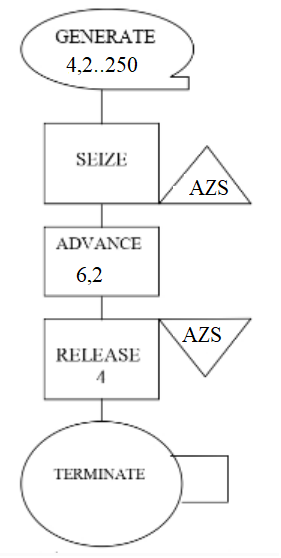 GENERATE
4,2..250
SEIZE
AZS
ADVANCE
6,2
AZS
RELEASE
4
TERMINATE